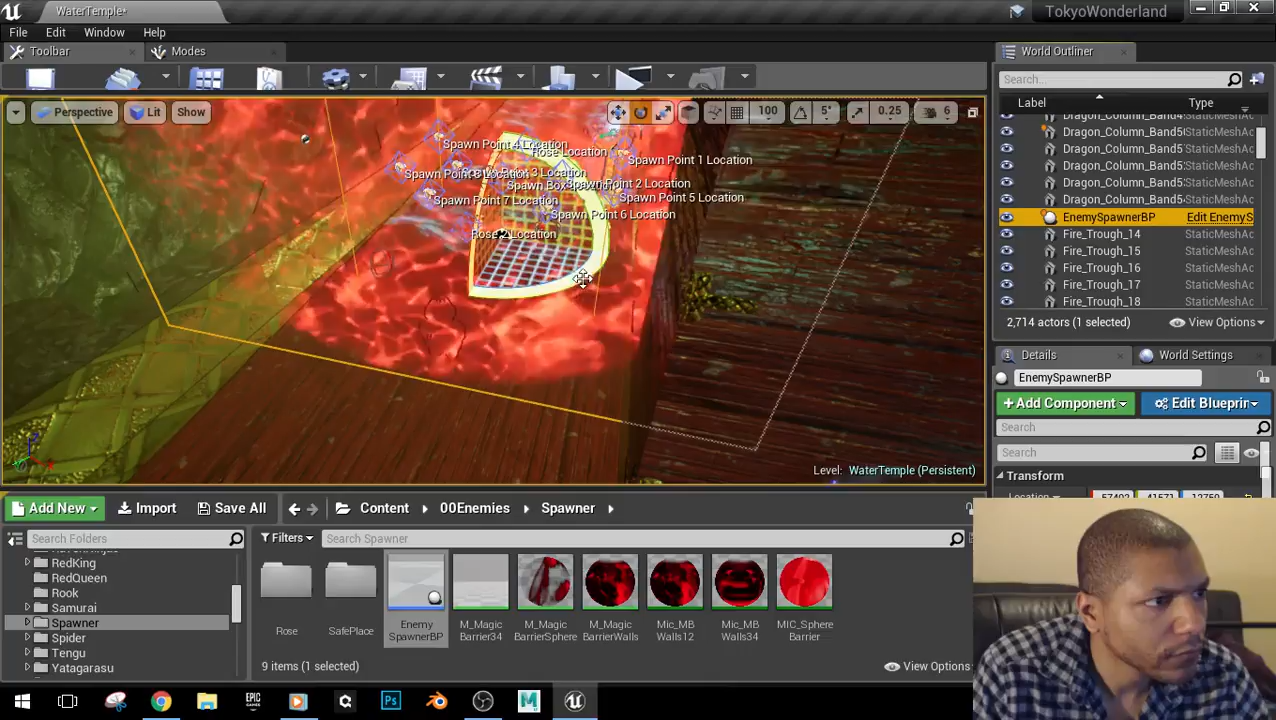 WaterTemple*
TokyoWonderland
File Edit Window Help
Toolbar
Modes
World Outliner
Search...
Label Type
Perspective Lit Show
100 5° 0.25 6
Dragon_Column_Band5 StaticMeshAc
Dragon_Column_Band5 StaticMeshAc
Dragon_Column_Band5 StaticMeshAc
Dragon_Column_Band5 StaticMeshAc
Dragon_Column_Band5 StaticMeshAc
EnemySpawnerBP Edit EnemyS
Fire_Trough_14 StaticMeshAc
Fire_Trough_15 StaticMeshAc
Fire_Trough_16 StaticMeshAc
Fire_Trough_17 StaticMeshAc
Fire_Trough_18 StaticMeshAc
2,714 actors (1 selected) View Options
Spawn Point 4 Location
Rose Location
Spawn Point 1 Location
Spawn Point 3 Location
Spawn Point 2 Location
Spawn Point 7 Location
Spawn Point 5 Location
Spawn Point 6 Location
Rose 2 Location
Level: WaterTemple (Persistent)
Details
World Settings
EnemySpawnerBP
+Add Component Edit Blueprin
Search
Search
Transform
Add New Import Save All Content 00Enemies Spawner
Search Folders
Filters Search Spawner
RedKing
RedQueen
Rook
Samurai
Spawner
Spider
Tengu
Yatagarasu
Rose
SafePlace
Enemy
SpawnerBP
M_Magic
Barrier34
M_Magic
BarrierSphere
M_Magic
BarrierWalls
Mic_MB
Walls12
Mic_MB
Walls34
MIC_Sphere
Barrier
9 items (1 selected) View Options
EPIC
GAMES
Ps
M